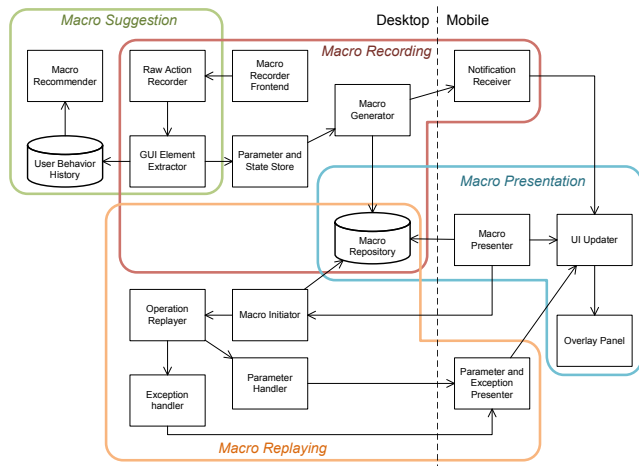 Macro Suggestion
Desktop
Mobile
Macro Recording
Macro
Recommender
Raw Action
Recorder
Macro
Recorder
Frontend
Notification
Receiver
Macro
Generator
User Behavior
History
GUI Element
Extractor
Parameter and
State Store
Macro Presentation
Macro
Repository
Macro
Presenter
UI Updater
Operation
Replayer
Macro Initiator
Overlay Panel
Exception
handler
Parameter
Handler
Parameter and
Exception
Presenter
Macro Replaying